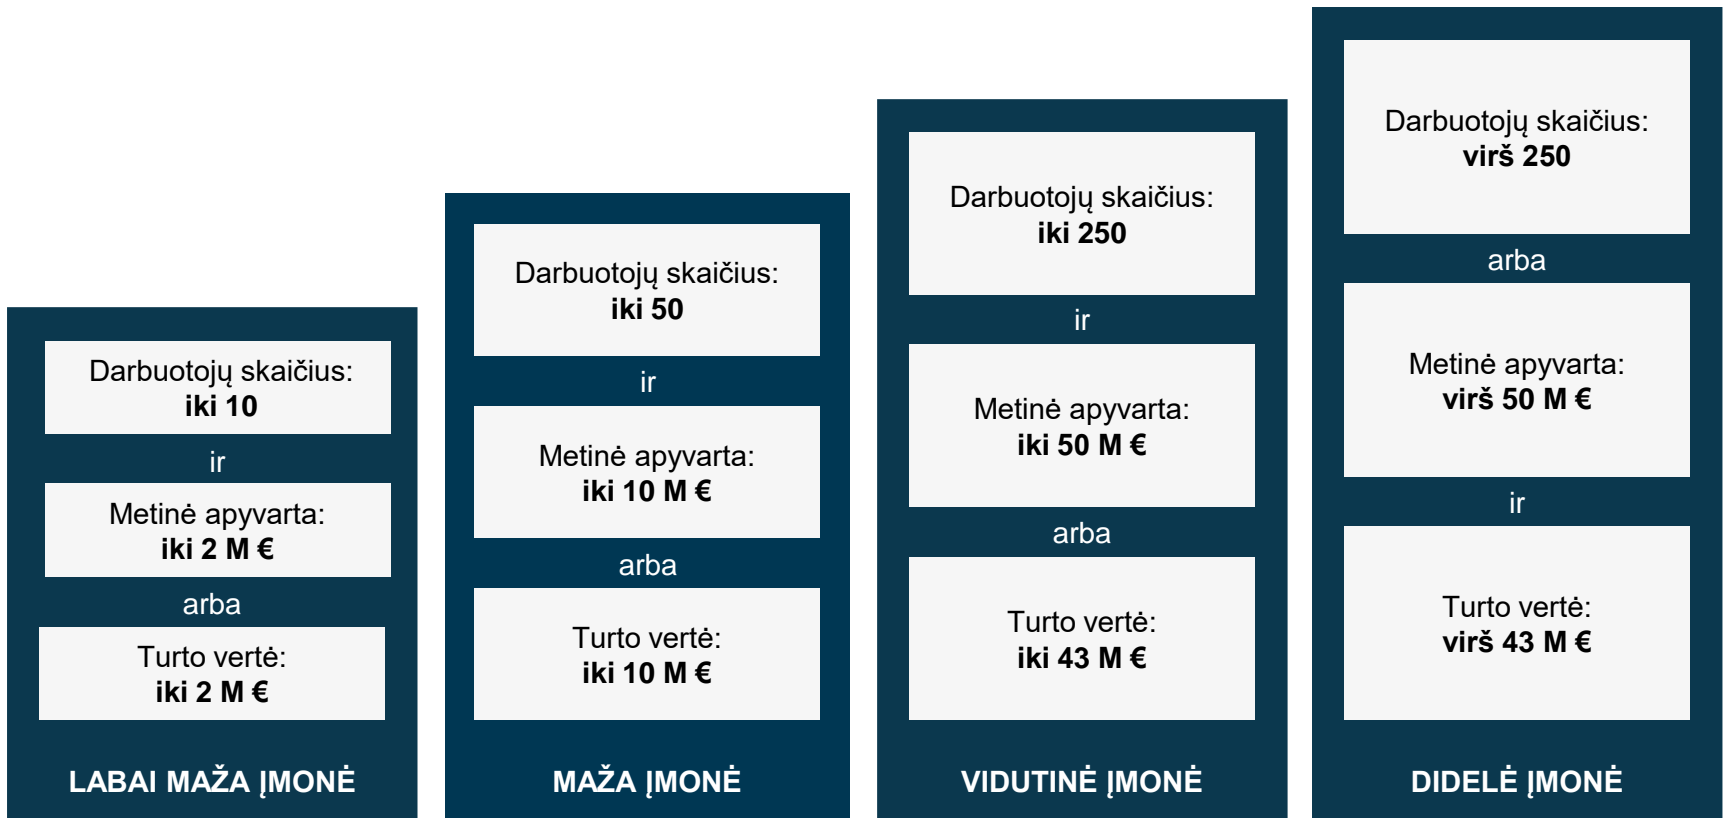 Darbuotojų skaičius:
iki 10
ir
Metinė apyvarta:
iki 2 M €
arba
Turto vertė:
iki 2 M €
LABAI MAŽA ĮMONĖ
Darbuotojų skaičius:
iki 50
ir
Metinė apyvarta:
iki 10 M €
arba
Turto vertė:
iki 10 M €
MAŽA ĮMONĖ
Darbuotojų skaičius:
iki 250
ir
Metinė apyvarta:
iki 50 M €
arba
Turto vertė:
iki 43 M €
VIDUTINĖ ĮMONĖ
Darbuotojų skaičius:
virš 250
arba
Metinė apyvarta:
virš 50 M €
ir
Turto vertė:
virš 43 M €
DIDELĖ ĮMONĖ